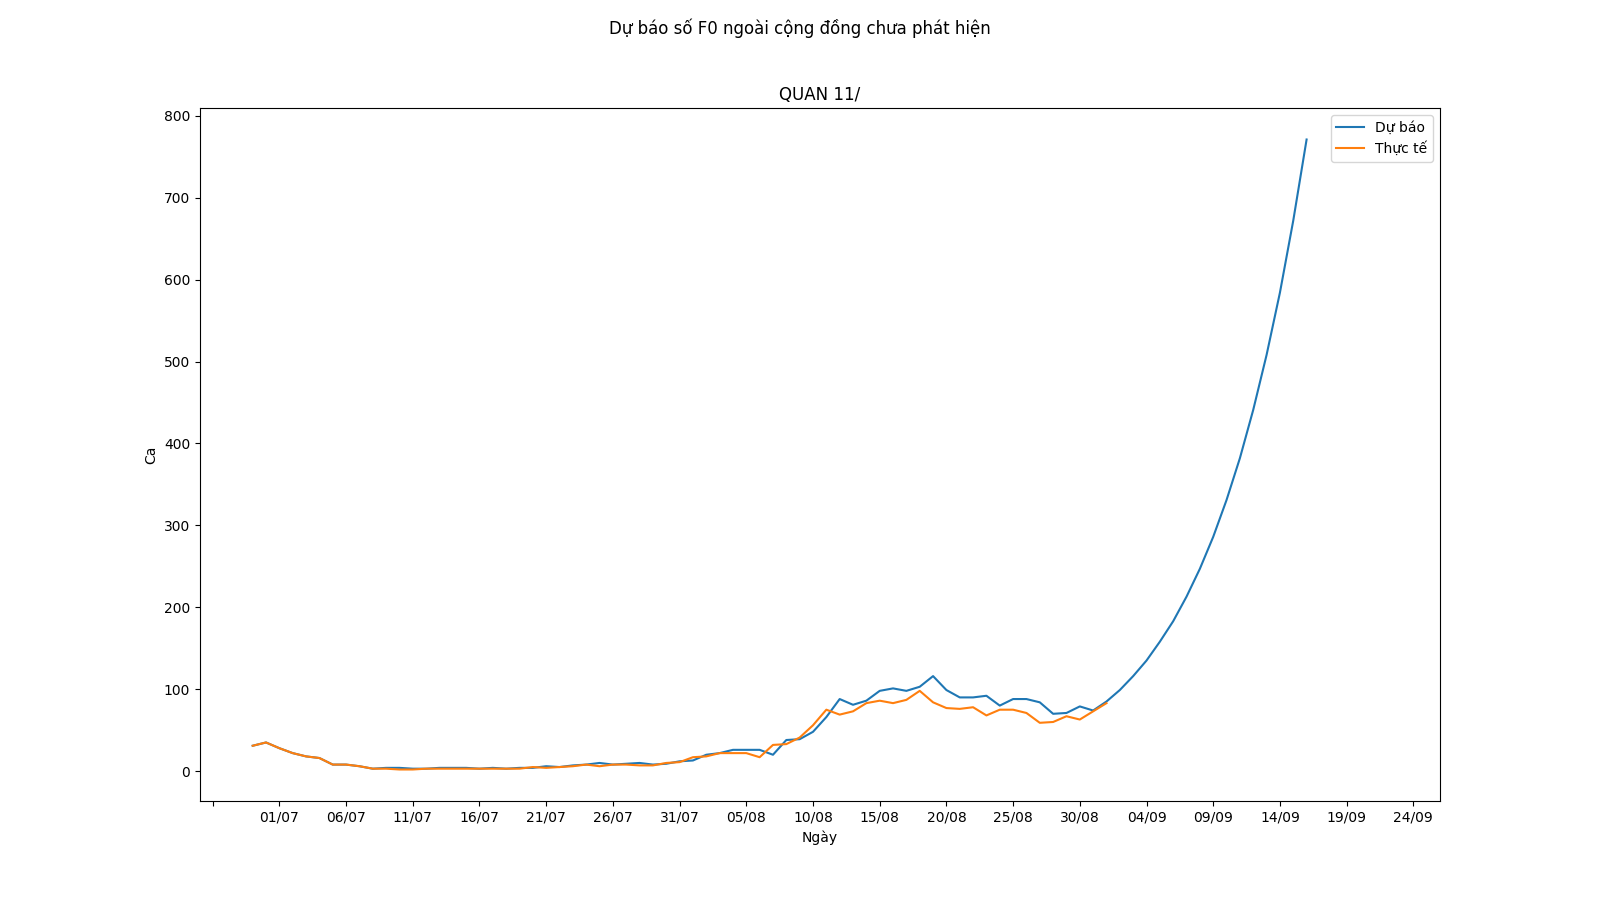 Dự báo số F0 ngoài cộng đồng chưa phát hiện
QUAN 11/
800
700
600
500
400
300
200
100
0
Ca
Dự báo
Thực tế
01/07 06/07 11/07 16/07 21/07 26/07 31/07 05/08 10/08 15/08 20/08 25/08 30/08 04/09 09/09 14/09 19/09 24/09
Ngày